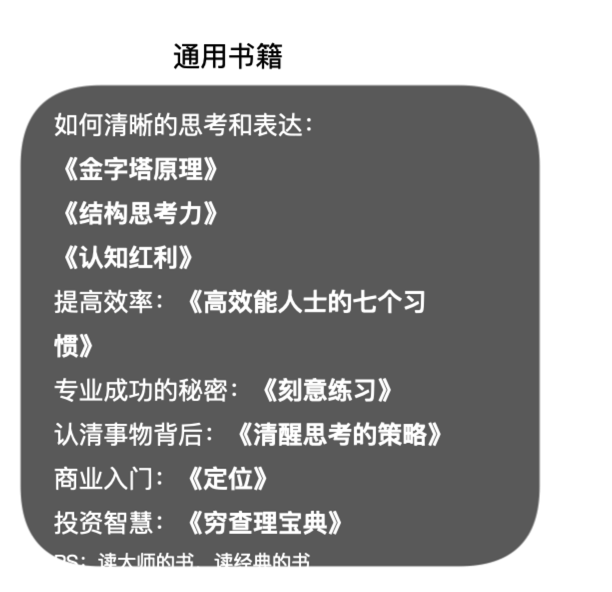 通用书籍
如何清晰的思考和表达：
《金字塔原理》
《结构思考力》
《认知红利》
提高效率：《高效能人士的七个习
惯》
专业成功的秘密：《刻意练习》
认清事物背后：《清醒思考的策略》
商业入门：《定位》
投资智慧：《穷查理宝典》
PS：读大师的书，读经典的书